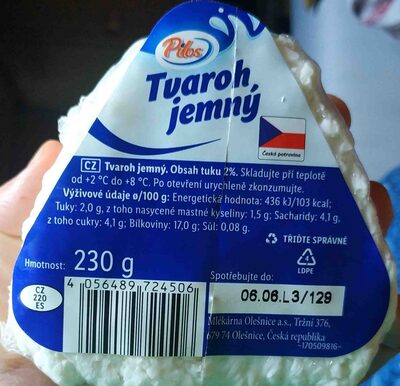 Pilos
Tvaroh
jemný
Česká potravina
CZ Tvaroh jemný. Obsah tuku 2%. Skladujte při teplotě
od +2 °C do +8 °C. Po otevření urychleně zkonzumujte.
Výživové údaje ø/100 g: Energetická hodnota: 436 kJ/103 kcal;
Tuky: 2,0 g, z toho nasycené mastné kyseliny: 1,5 g; Sacharidy: 4,1 g,
z toho cukry: 4,1 g; Bílkoviny: 17,0 g; Sůl: 0,08 g.
TŘIĎTE SPRÁVNĚ
4
LDPE
Hmotnost: 230 g
Spotřebujte do:
06.06.L3/129
CZ
220
ES
4 056489 724506
Mlékárna Olešnice a.s., Tržní 376,
679 74 Olešnice, Česká republika
-170509816-